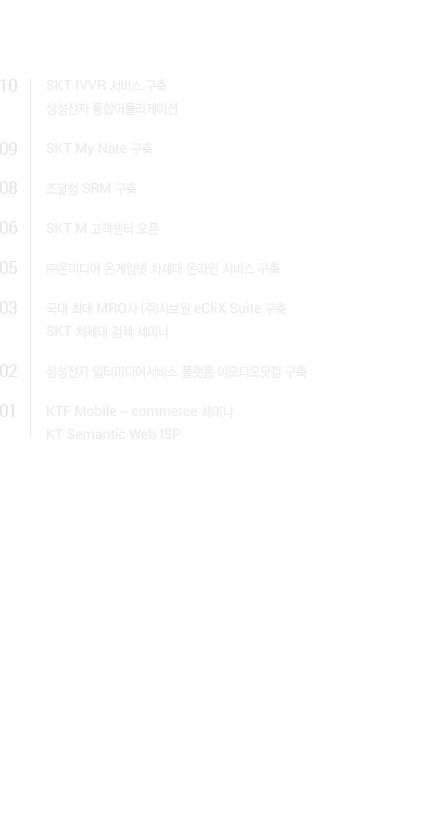 10 SKT IVVR 서비스 구축
삼성전자 통합어플리케이션
09 SKT My Nate 구축
08 조달청 SRM 구축
06 SKT M 고객센터 오픈
05 ㈜온미디어 온게임넷 차세대 온라인 서비스 구축
03 국내 최대 MRO사 (주)서브원 eCliX Suite 구축
SKT 차세대 검색 세미나
02 삼성전자 멀티미디어서비스 플랫폼 이모디오닷컴 구축
01 KTF Mobile – commerce 세미나
KT Semantic Web ISP